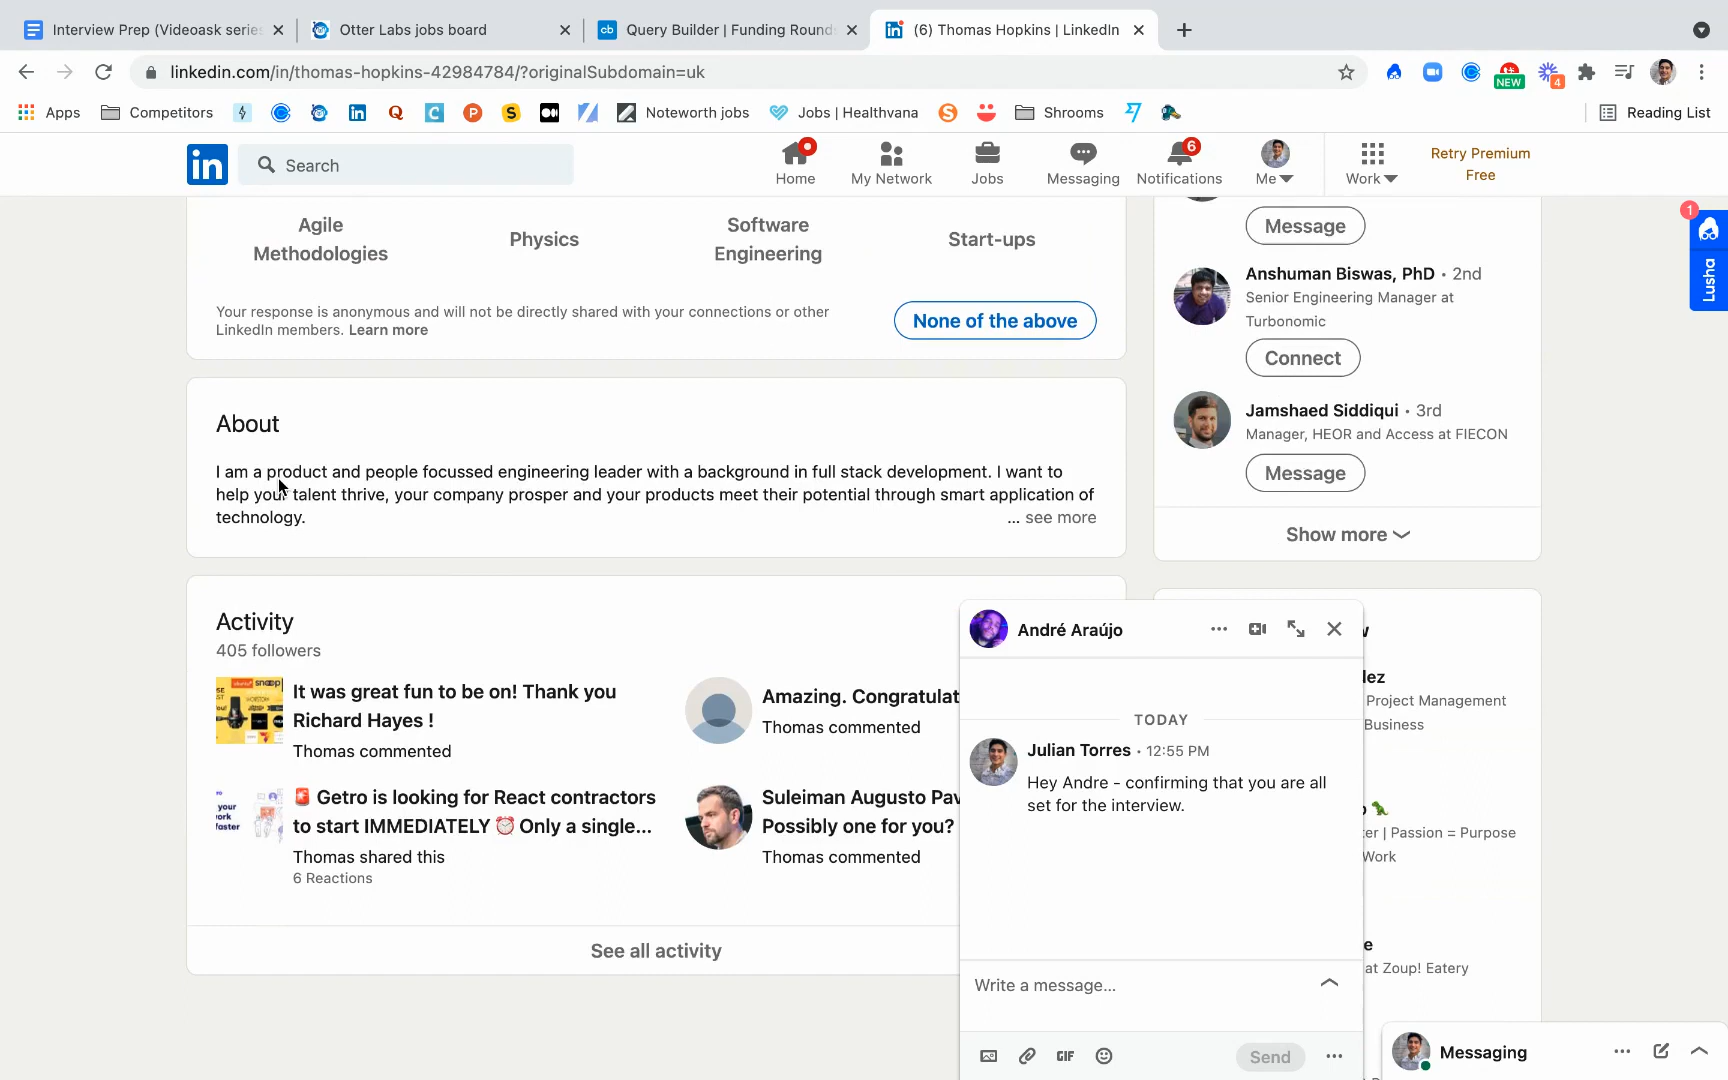 Interview Prep (Videoask serie
Otter Labs jobs board
cb
Query Builder | Funding Round
(6) Thomas Hopkins | LinkedIn
linkedin.com/in/thomas-hopkins-42984784/?originalSubdomain=uk
NEW
4
Apps
Competitors
Noteworth jobs
Jobs | Healthvana
Shrooms
Reading List
in
Search
Home
My Network
Jobs
Messaging
6
Notifications
Me
Work
Retry Premium
Free
Agile
Methodologies
Physics
Software
Engineering
Start-ups
Your response is anonymous and will not be directly shared with your connections or other
LinkedIn members. Learn more
None of the above
About
I am a product and people focussed engineering leader with a background in full stack development. I want to
help your talent thrive, your company prosper and your products meet their potential through smart application of
technology.
... see more
Activity
405 followers
It was great fun to be on! Thank you
Richard Hayes !
Thomas commented
Amazing. Congratulat
Thomas commented
🚨 Getro is looking for React contractors
to start IMMEDIATELY ⏰ Only a single...
Thomas shared this
6 Reactions
Suleiman Augusto Pav
Possibly one for you?
Thomas commented
See all activity
Message
Anshuman Biswas, PhD • 2nd
Senior Engineering Manager at
Turbonomic
Connect
Jamshaed Siddiqui • 3rd
Manager, HEOR and Access at FIECON
Message
Show more
1
Lusha
lez
Project Management
Business
er | Passion = Purpose
Work
e
at Zoup! Eatery
André Araújo
TODAY
Julian Torres • 12:55 PM
Hey Andre - confirming that you are all
set for the interview.
Write a message...
GIF
Send
Messaging